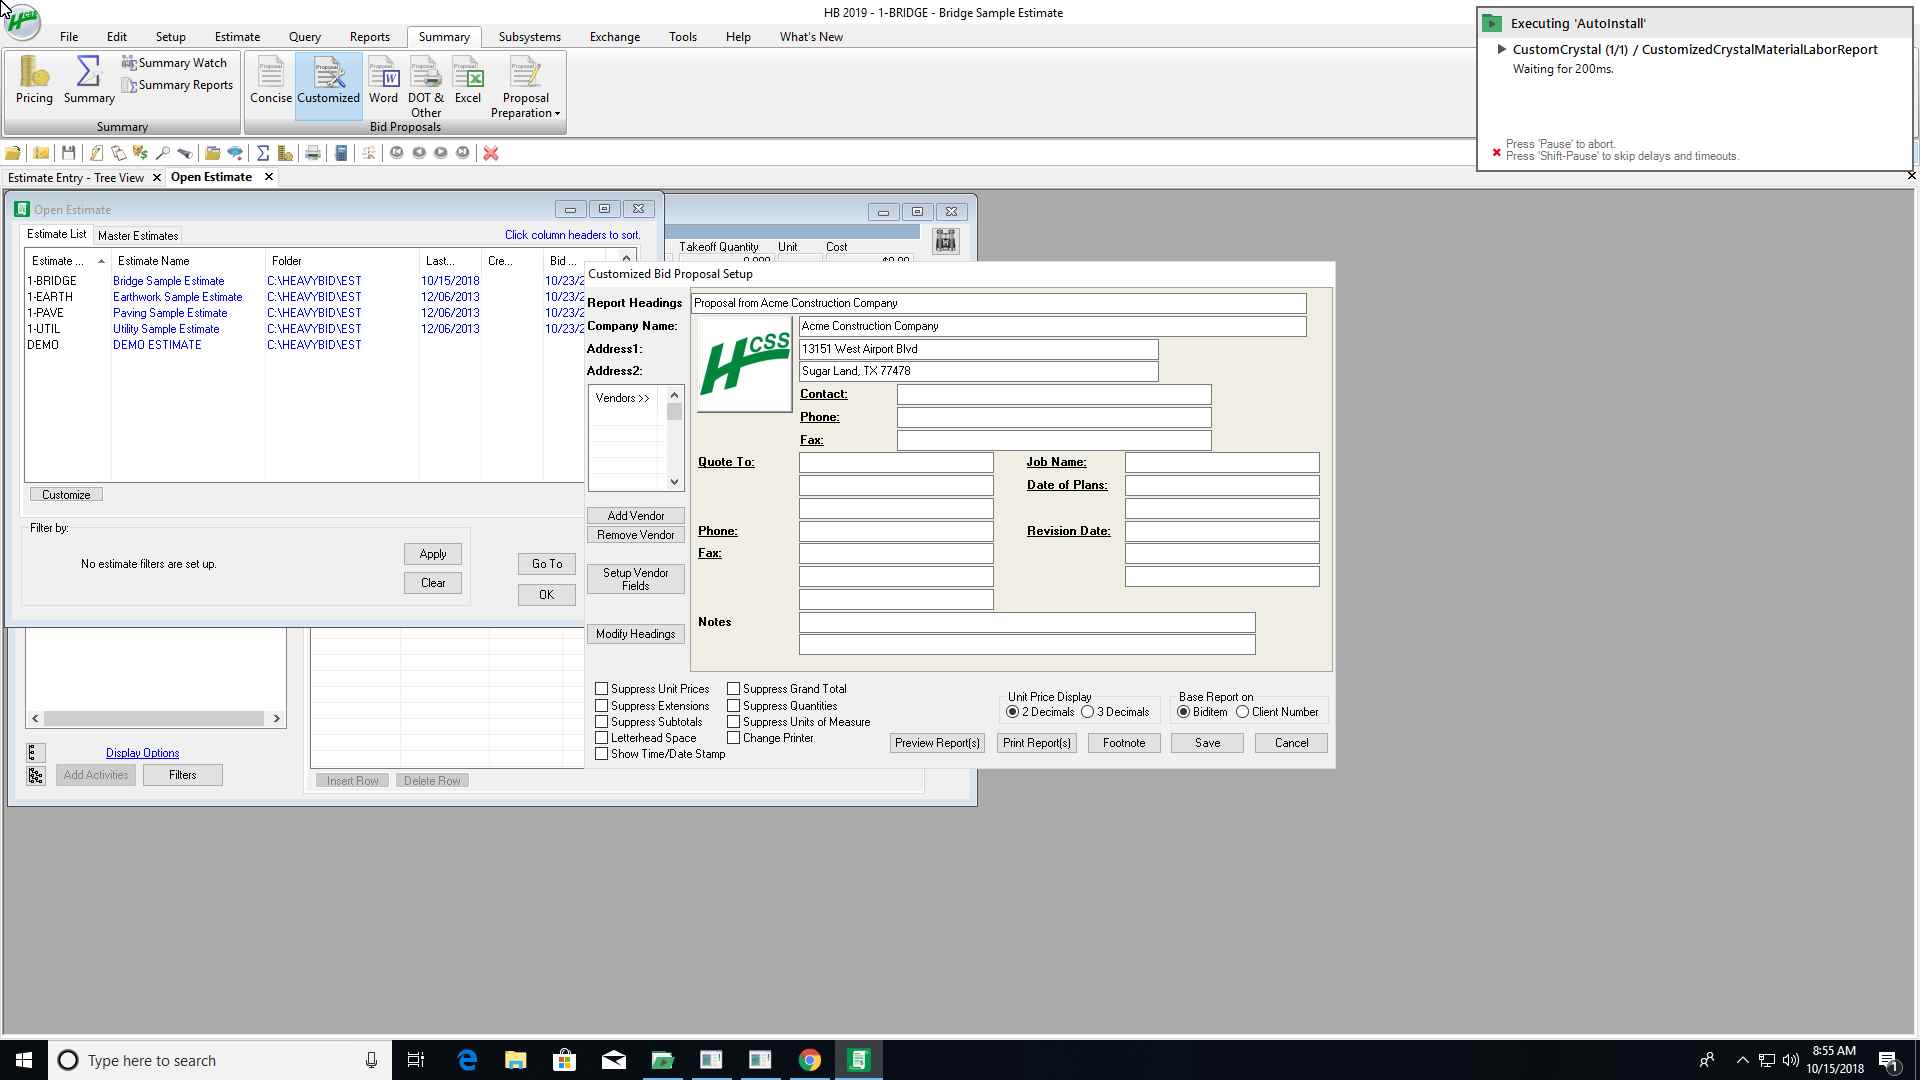 HB 2019 - 1-BRIDGE - Bridge Sample Estimate
File Edit Setup Estimate Query Reports Summary Subsystems Exchange Tools Help What's New
Pricing Summary Summary Watch
Summary Reports
Summary
Concise Customized Word DOT & Other Excel Proposal Preparation
Bid Proposals
Executing 'AutoInstall'
CustomCrystal (1/1) / CustomizedCrystalMaterialLaborReport
Waiting for 200ms.
Press 'Pause' to abort.
Press 'Shift-Pause' to skip delays and timeouts.
Estimate Entry - Tree View Open Estimate
Open Estimate
Estimate List Master Estimates Click column headers to sort.
Estimate ... Estimate Name Folder Last... Cre... Bid ...
1-BRIDGE Bridge Sample Estimate C:\HEAVYBID\EST 10/15/2018 10/23/2
1-EARTH Earthwork Sample Estimate C:\HEAVYBID\EST 12/06/2013 10/23/2
1-PAVE Paving Sample Estimate C:\HEAVYBID\EST 12/06/2013 10/23/2
1-UTIL Utility Sample Estimate C:\HEAVYBID\EST 12/06/2013 10/23/2
DEMO DEMO ESTIMATE C:\HEAVYBID\EST
Customize
Filter by:
No estimate filters are set up.
Apply
Clear
Go To
OK
Takeoff Quantity Unit Cost
Customized Bid Proposal Setup
Report Headings Proposal from Acme Construction Company
Company Name: Acme Construction Company
Address1: 13151 West Airport Blvd
Address2: Sugar Land, TX 77478
HCSS
Vendors >>
Contact:
Phone:
Fax:
Quote To: Job Name:
Date of Plans:
Phone: Revision Date:
Fax:
Notes
Add Vendor
Remove Vendor
Setup Vendor Fields
Modify Headings
Suppress Unit Prices Suppress Grand Total
Suppress Extensions Suppress Quantities
Suppress Subtotals Suppress Units of Measure
Letterhead Space Change Printer
Show Time/Date Stamp
Unit Price Display
2 Decimals 3 Decimals
Base Report on
Biditem Client Number
Preview Report(s) Print Report(s) Footnote Save Cancel
Display Options
Add Activities Filters
Insert Row Delete Row
Type here to search
8:55 AM
10/15/2018
1